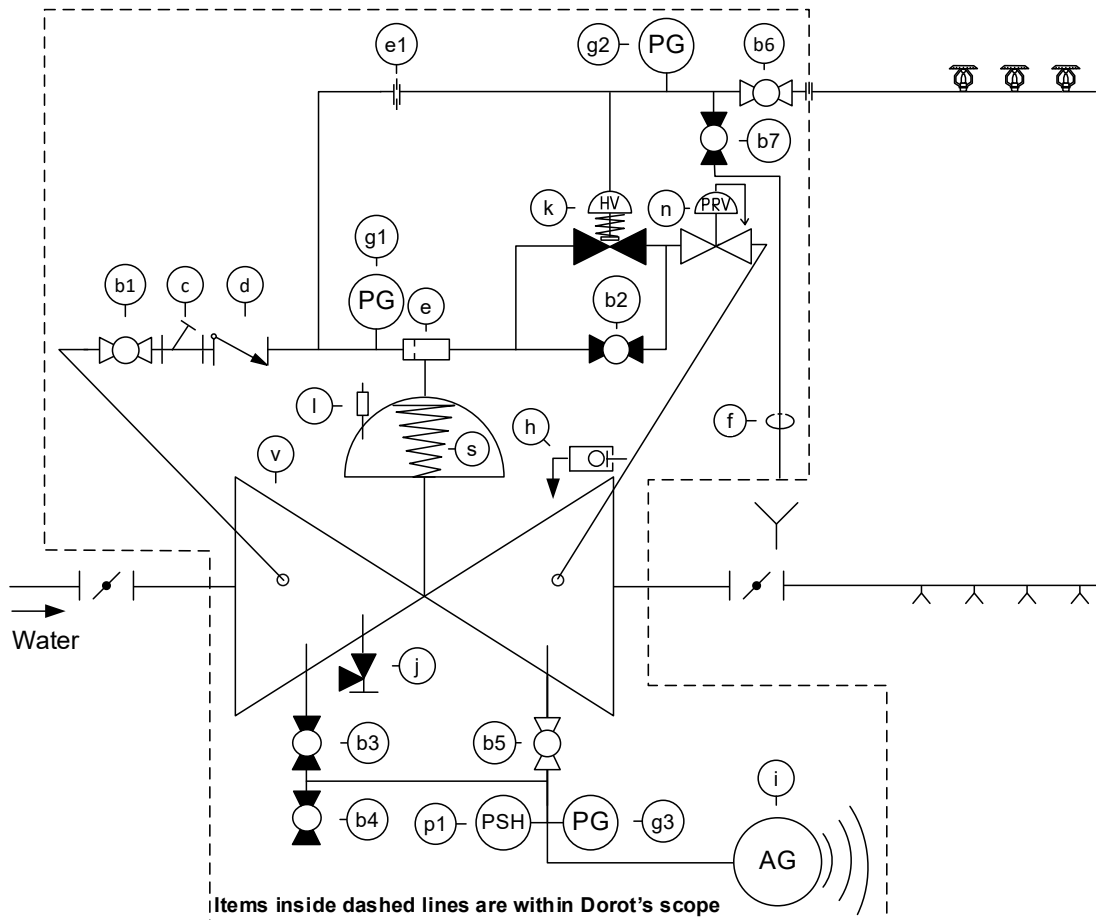 e1
g2
PG
b6
b7
k
HV
n
PRV
g1
PG
b1
c
d
e
b2
l
s
h
f
v
Water
j
b3
b5
b4
p1
PSH
PG
g3
i
AG
Items inside dashed lines are within Dorot's scope